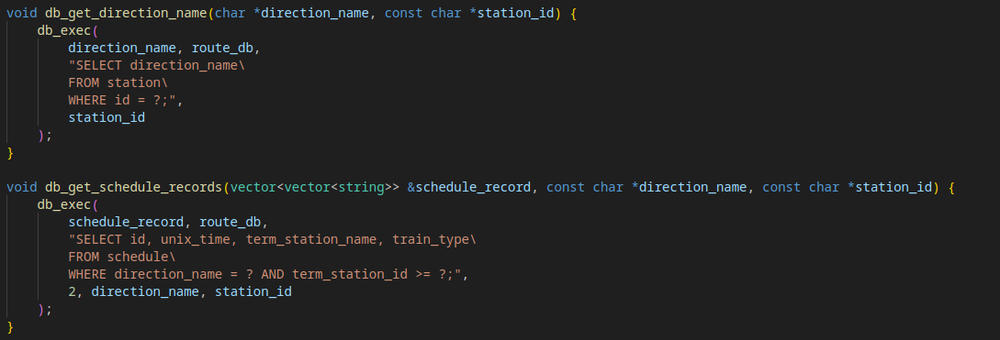 void db_get_direction_name(char *direction_name, const char *station_id) {
    db_exec(
        direction_name, route_db,
        "SELECT direction_name\
        FROM station\
        WHERE id = ?;",
        station_id
    );
}

void db_get_schedule_records(vector<vector<string>> &schedule_record, const char *direction_name, const char *station_id) {
    db_exec(
        schedule_record, route_db,
        "SELECT id, unix_time, term_station_name, train_type\
        FROM schedule\
        WHERE direction_name = ? AND term_station_id >= ?;",
        2, direction_name, station_id
    );
}